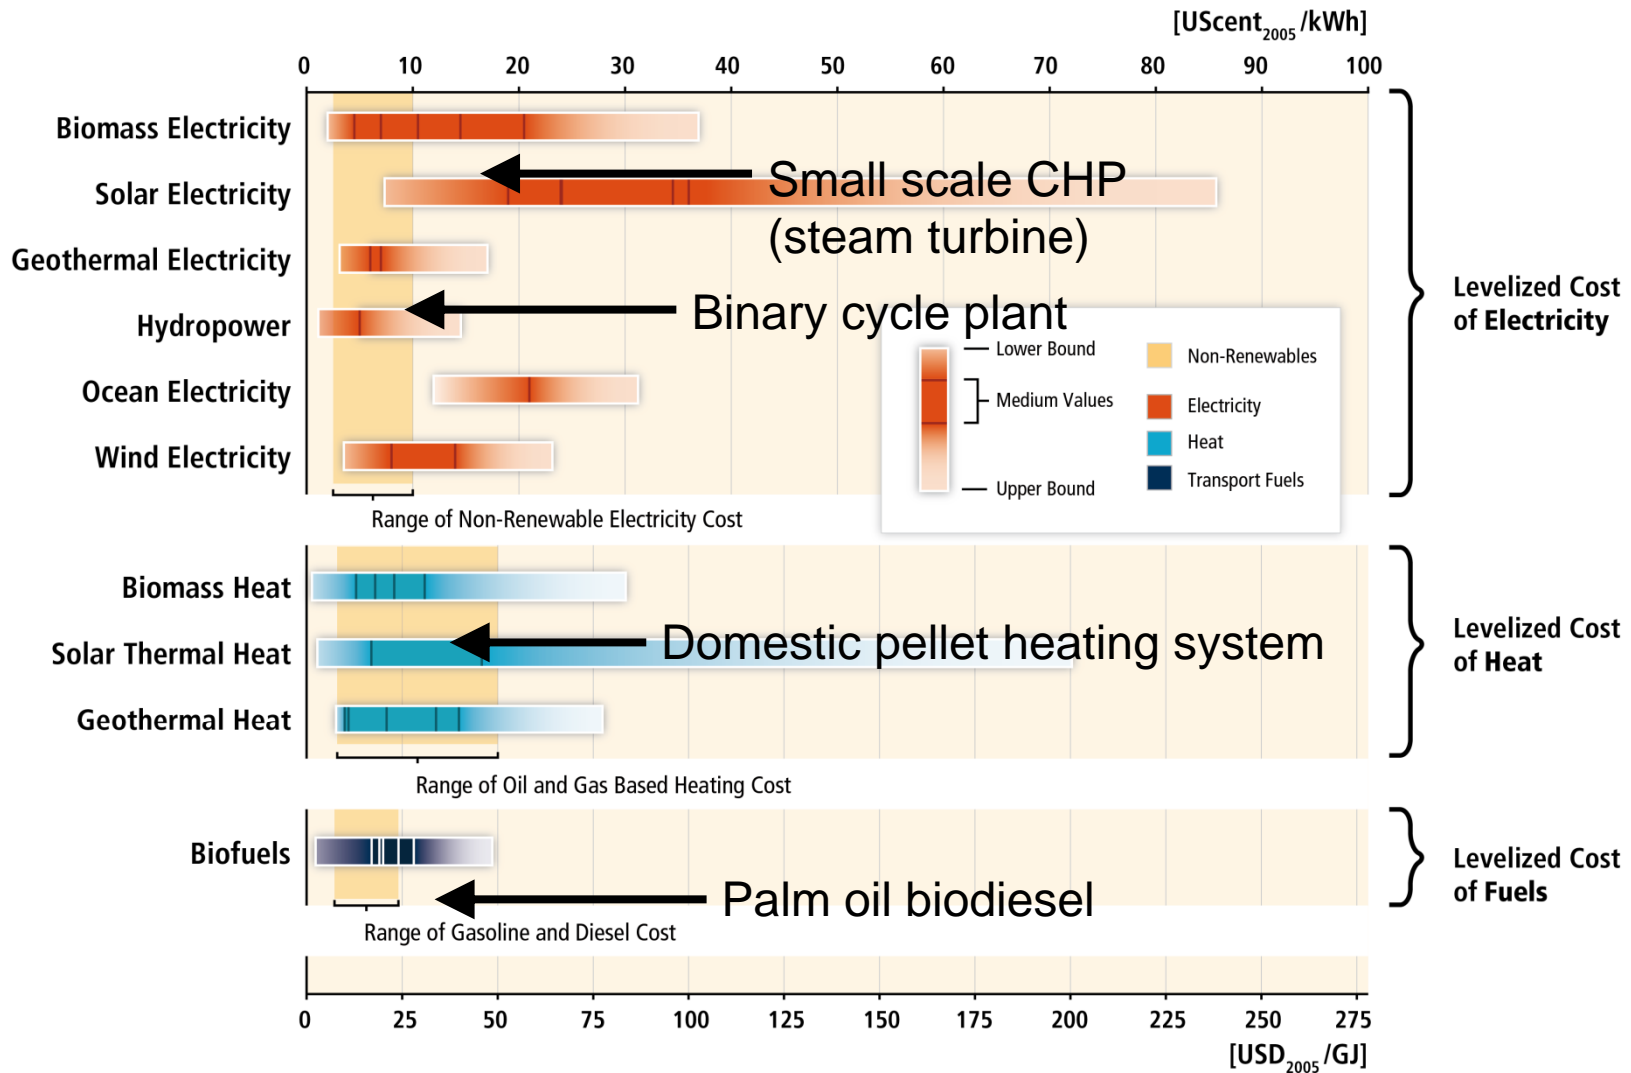 [UScent2005/kWh]
0 10 20 30 40 50 60 70 80 90 100
Biomass Electricity
Small scale CHP
(steam turbine)
Solar Electricity
Geothermal Electricity
Binary cycle plant
Hydropower
Ocean Electricity
Wind Electricity
Levelized Cost
of Electricity
Lower Bound
Medium Values
Upper Bound
Non-Renewables
Electricity
Heat
Transport Fuels
Range of Non-Renewable Electricity Cost
Biomass Heat
Domestic pellet heating system
Solar Thermal Heat
Geothermal Heat
Levelized Cost
of Heat
Range of Oil and Gas Based Heating Cost
Biofuels
Palm oil biodiesel
Levelized Cost
of Fuels
Range of Gasoline and Diesel Cost
0 25 50 75 100 125 150 175 200 225 250 275
[USD2005/GJ]